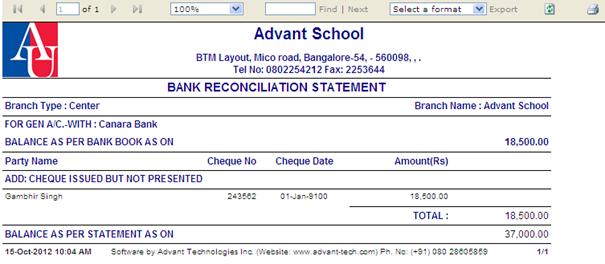 1 of 1 100% Find | Next Select a format Export
AU
Advant School
BTM Layout, Mico road, Bangalore-54, - 560098, , .
Tel No: 0802254212 Fax: 2253644
BANK RECONCILIATION STATEMENT
Branch Type : Center Branch Name : Advant School
FOR GEN A/C.-WITH : Canara Bank
BALANCE AS PER BANK BOOK AS ON 18,500.00
Party Name Cheque No Cheque Date Amount(Rs)
ADD: CHEQUE ISSUED BUT NOT PRESENTED
Gambhir Singh 243562 01-Jan-9100 18,500.00
TOTAL : 18,500.00
BALANCE AS PER STATEMENT AS ON 37,000.00
15-Oct-2012 10:04 AM Software by Advant Technologies Inc. (Website: www.advant-tech.com) Ph. No: (+91) 080 28605859 1/1